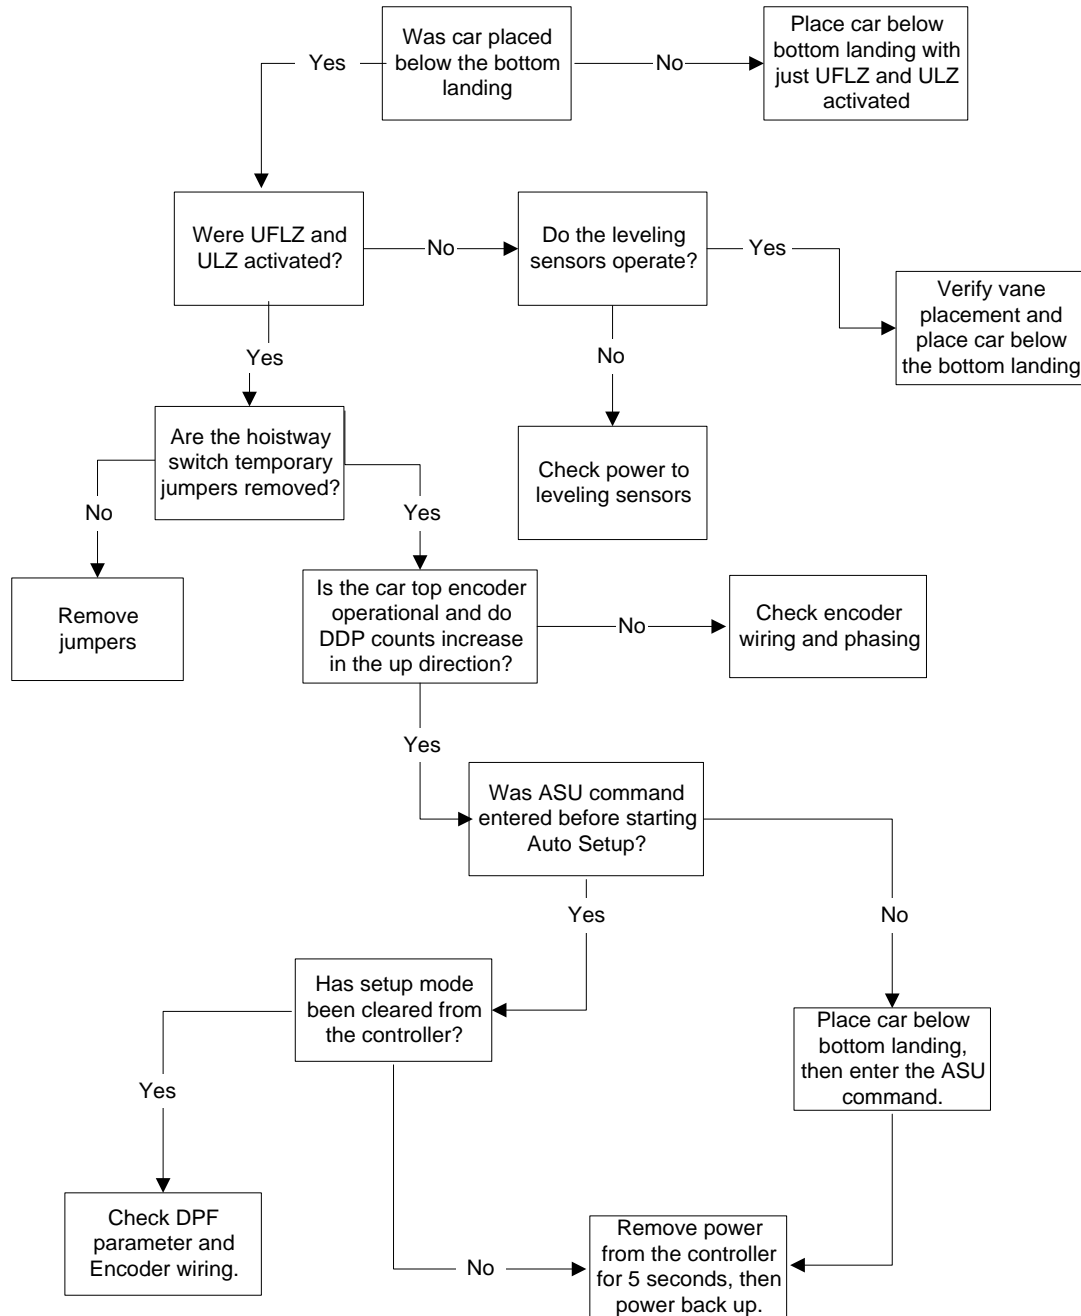 Was car placed
below the bottom
landing
Yes
No
Place car below
bottom landing with
just UFLZ and ULZ
activated
Were UFLZ and
ULZ activated?
No
Do the leveling
sensors operate?
Yes
Verify vane
placement and
place car below
the bottom landing
Yes
No
Are the hoistway
switch temporary
jumpers removed?
Check power to
leveling sensors
No
Yes
Remove
jumpers
Is the car top encoder
operational and do
DDP counts increase
in the up direction?
No
Check encoder
wiring and phasing
Yes
Was ASU command
entered before starting
Auto Setup?
Yes
No
Has setup mode
been cleared from
the controller?
Place car below
bottom landing,
then enter the ASU
command.
Yes
Check DPF
parameter and
Encoder wiring.
No
Remove power
from the controller
for 5 seconds, then
power back up.